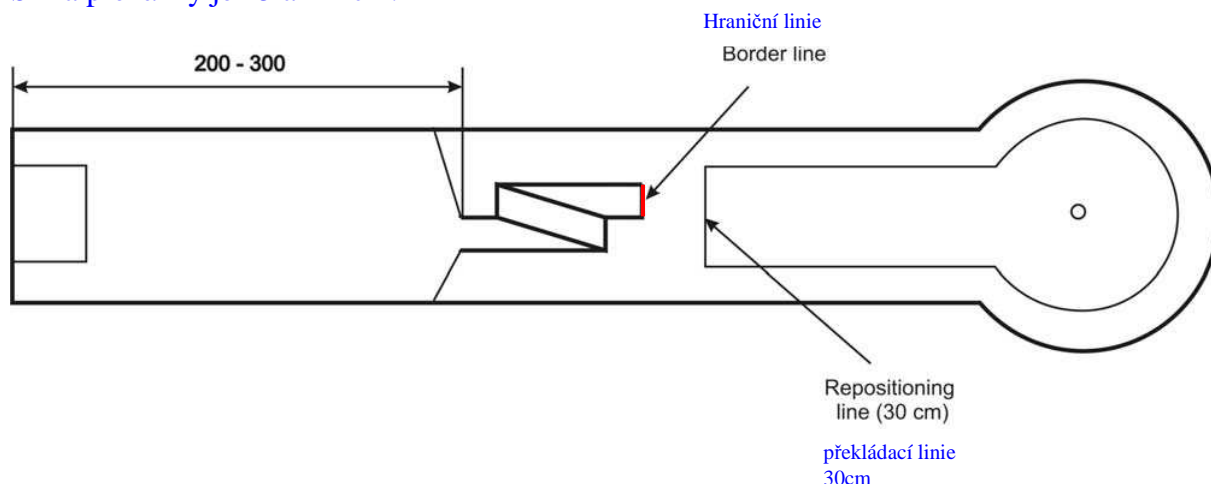 Hraniční linie
Border line
200 - 300
Repositioning
line (30 cm)
překládací linie
30cm